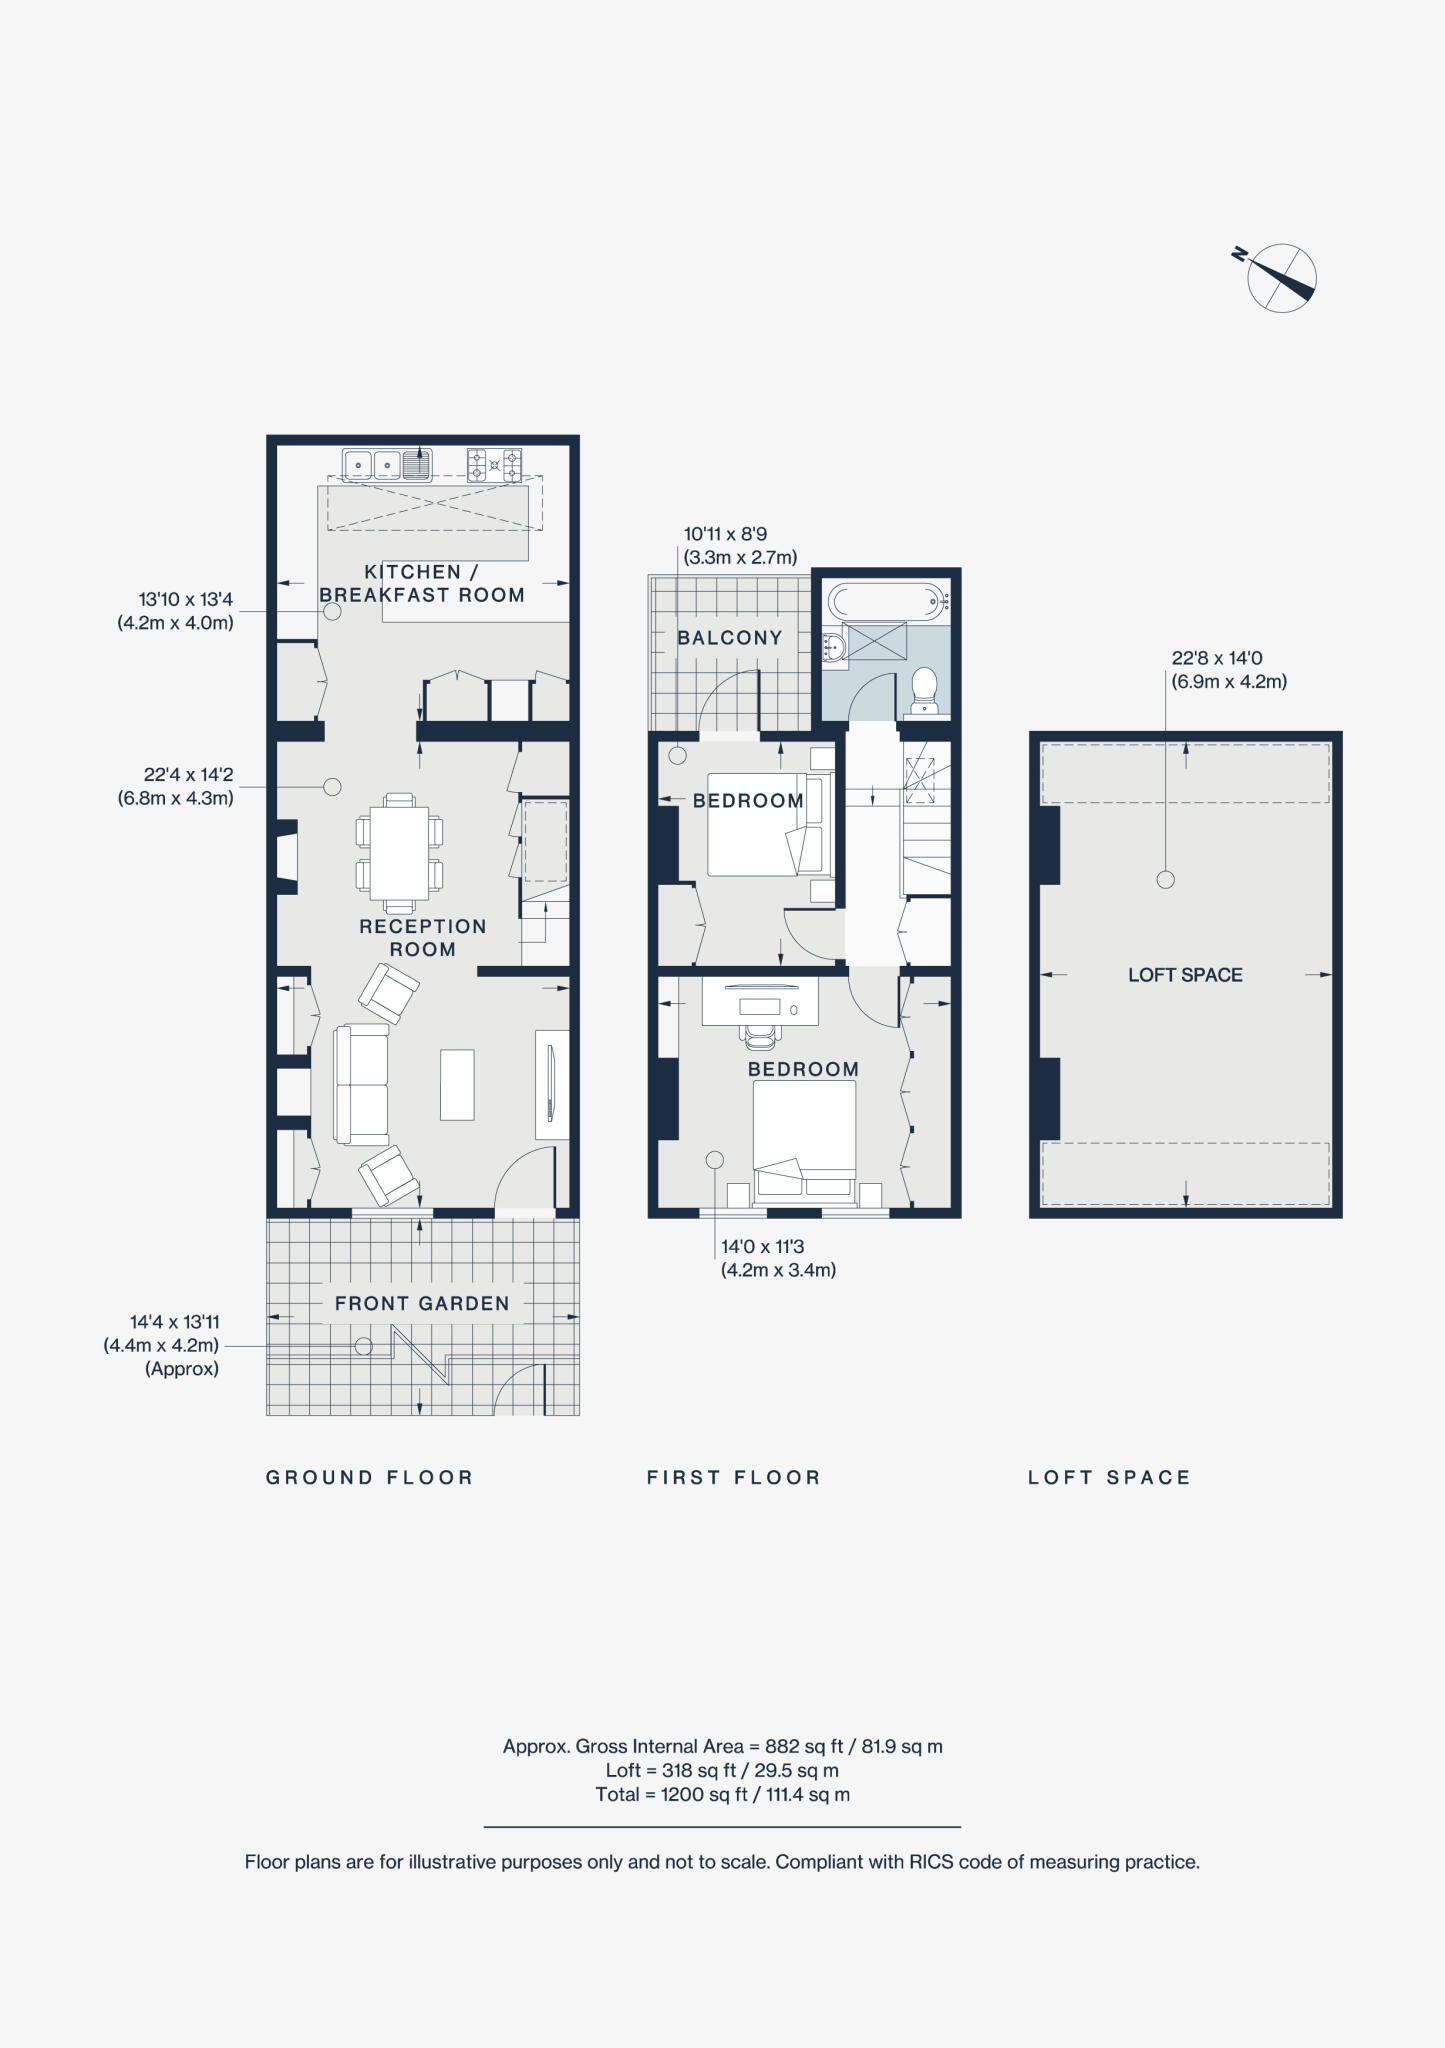 N
KITCHEN /
BREAKFAST ROOM
13'10 x 13'4
(4.2m x 4.0m)
22'4 x 14'2
(6.8m x 4.3m)
RECEPTION
ROOM
FRONT GARDEN
14'4 x 13'11
(4.4m x 4.2m)
(Approx)
GROUND FLOOR
10'11 x 8'9
(3.3m x 2.7m)
BALCONY
BEDROOM
BEDROOM
14'0 x 11'3
(4.2m x 3.4m)
FIRST FLOOR
22'8 x 14'0
(6.9m x 4.2m)
LOFT SPACE
LOFT SPACE
Approx. Gross Internal Area = 882 sq ft / 81.9 sq m
Loft = 318 sq ft / 29.5 sq m
Total = 1200 sq ft / 111.4 sq m
Floor plans are for illustrative purposes only and not to scale. Compliant with RICS code of measuring practice.